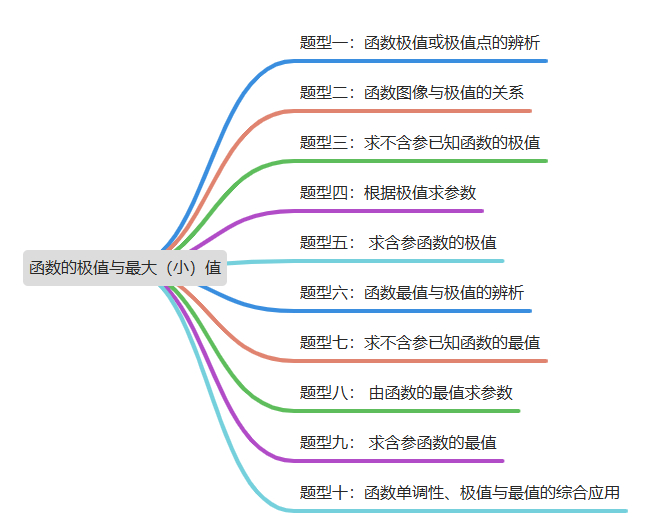 题型一：函数极值或极值点的辨析
题型二：函数图像与极值的关系
题型三：求不含参已知函数的极值
题型四：根据极值求参数
题型五： 求含参函数的极值
函数的极值与最大（小）值
题型六：函数最值与极值的辨析
题型七：求不含参已知函数的最值
题型八： 由函数的最值求参数
题型九： 求含参函数的最值
题型十：函数单调性、极值与最值的综合应用